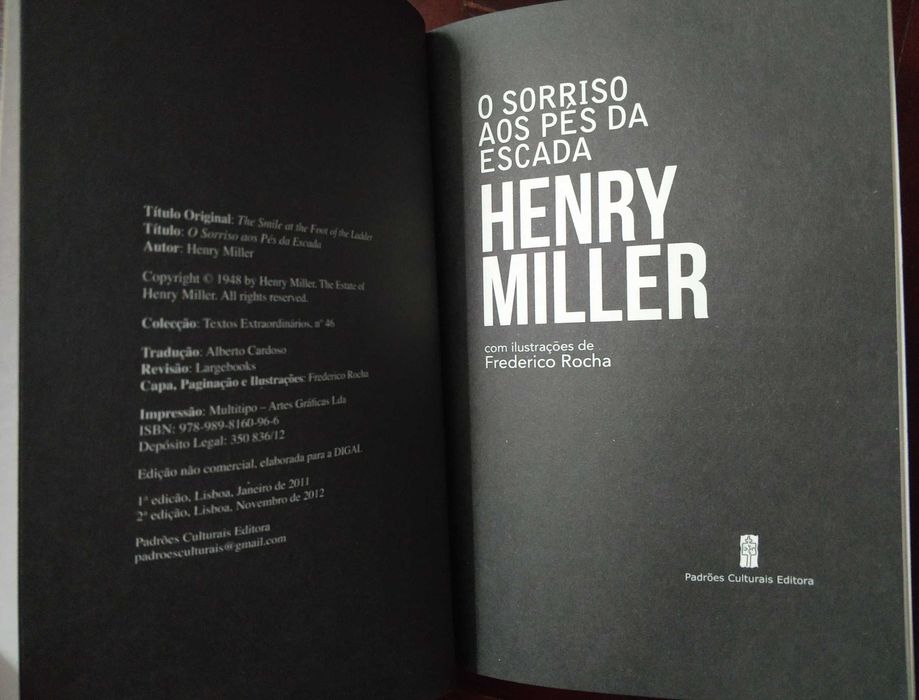 Título Original: The Smile at the Foot of the Ladder
Título: O Sorriso aos Pés da Escada
Autor: Henry Miller
Copyright © 1948 by Henry Miller. The Estate of
Henry Miller. All rights reserved.
Colecção: Textos Extraordinários, nº 46
Tradução: Alberto Cardoso
Revisão: Largebooks
Capa, Paginação e Ilustrações: Frederico Rocha
Impressão: Multitipo – Artes Gráficas Lda
ISBN: 978-989-8160-96-6
Depósito Legal: 350 836/12
Edição não comercial, elaborada para a DIGAL
1ª edição, Lisboa, Janeiro de 2011
2ª edição, Lisboa, Novembro de 2012
Padrões Culturais Editora
padroesculturais@gmail.com
O SORRISO
AOS PÉS DA
ESCADA
HENRY
MILLER
com ilustrações de
Frederico Rocha
Padrões Culturais Editora